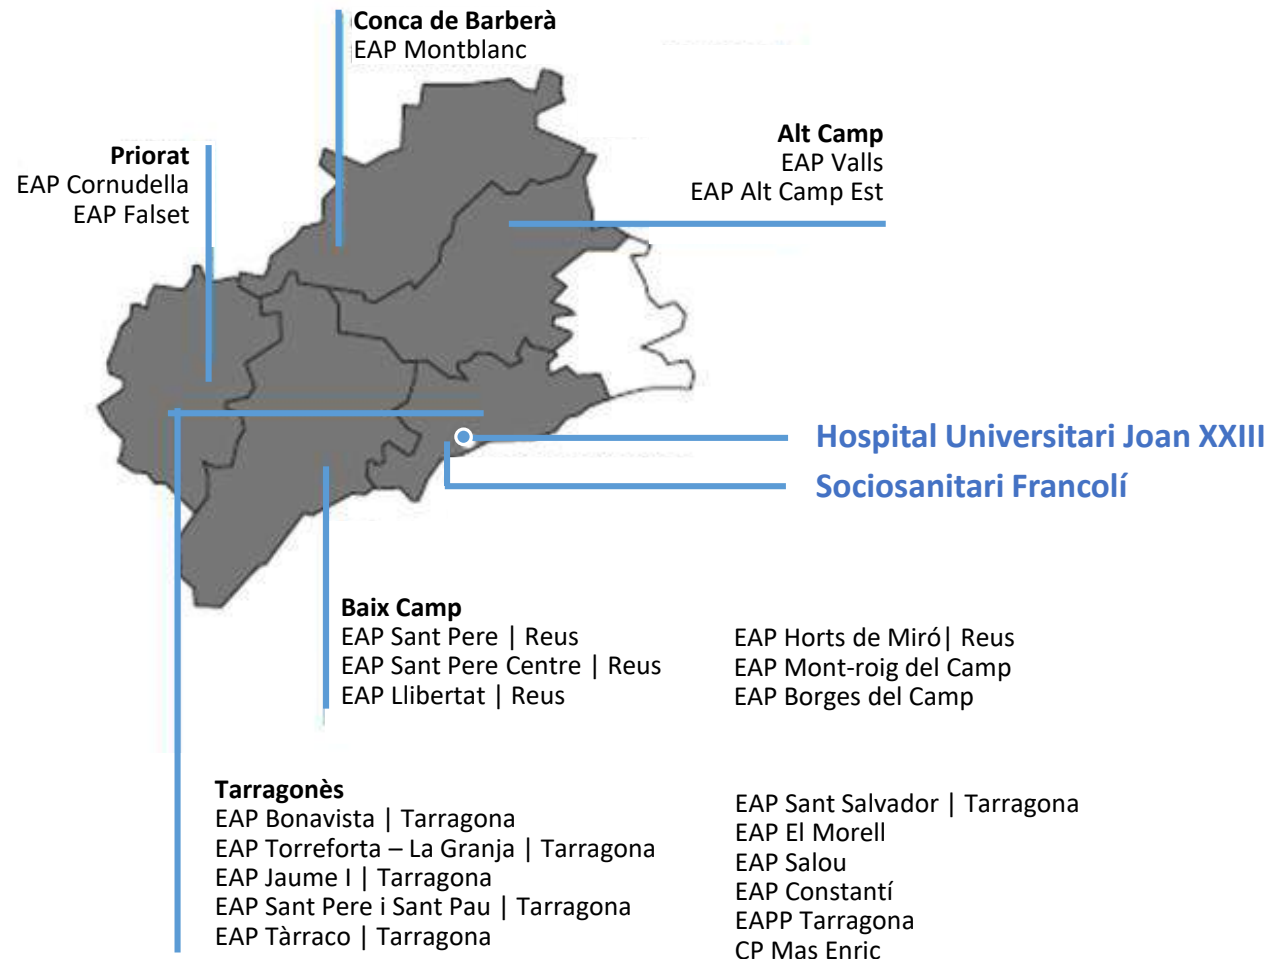 Conca de Barberà
EAP Montblanc
Alt Camp
EAP Valls
EAP Alt Camp Est
Priorat
EAP Cornudella
EAP Falset
Hospital Universitari Joan XXIII
Sociosanitari Francolí
Baix Camp
EAP Sant Pere | Reus
EAP Sant Pere Centre | Reus
EAP Llibertat | Reus
EAP Horts de Miró| Reus
EAP Mont-roig del Camp
EAP Borges del Camp
Tarragonès
EAP Bonavista | Tarragona
EAP Torreforta – La Granja | Tarragona
EAP Jaume I | Tarragona
EAP Sant Pere i Sant Pau | Tarragona
EAP Tàrraco | Tarragona
EAP Sant Salvador | Tarragona
EAP El Morell
EAP Salou
EAP Constantí
EAPP Tarragona
CP Mas Enric